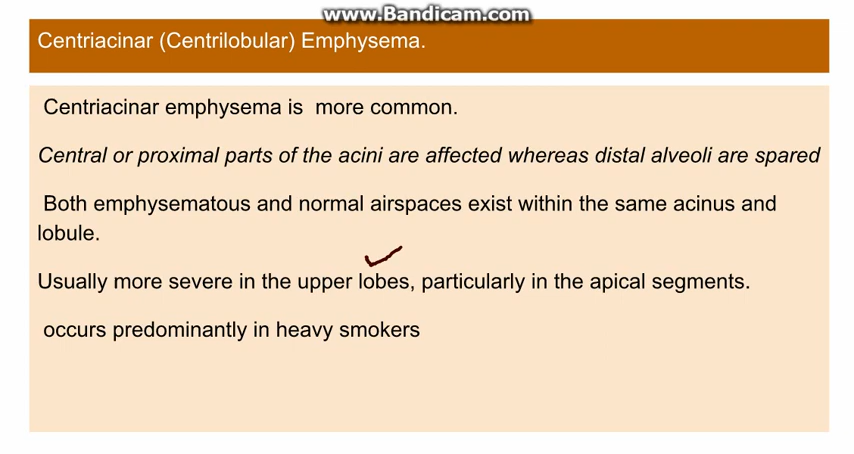 www.Bandicam.com
Centriacinar (Centrilobular) Emphysema.
Centriacinar emphysema is more common.
Central or proximal parts of the acini are affected whereas distal alveoli are spared
Both emphysematous and normal airspaces exist within the same acinus and
lobule.
Usually more severe in the upper lobes, particularly in the apical segments.
occurs predominantly in heavy smokers